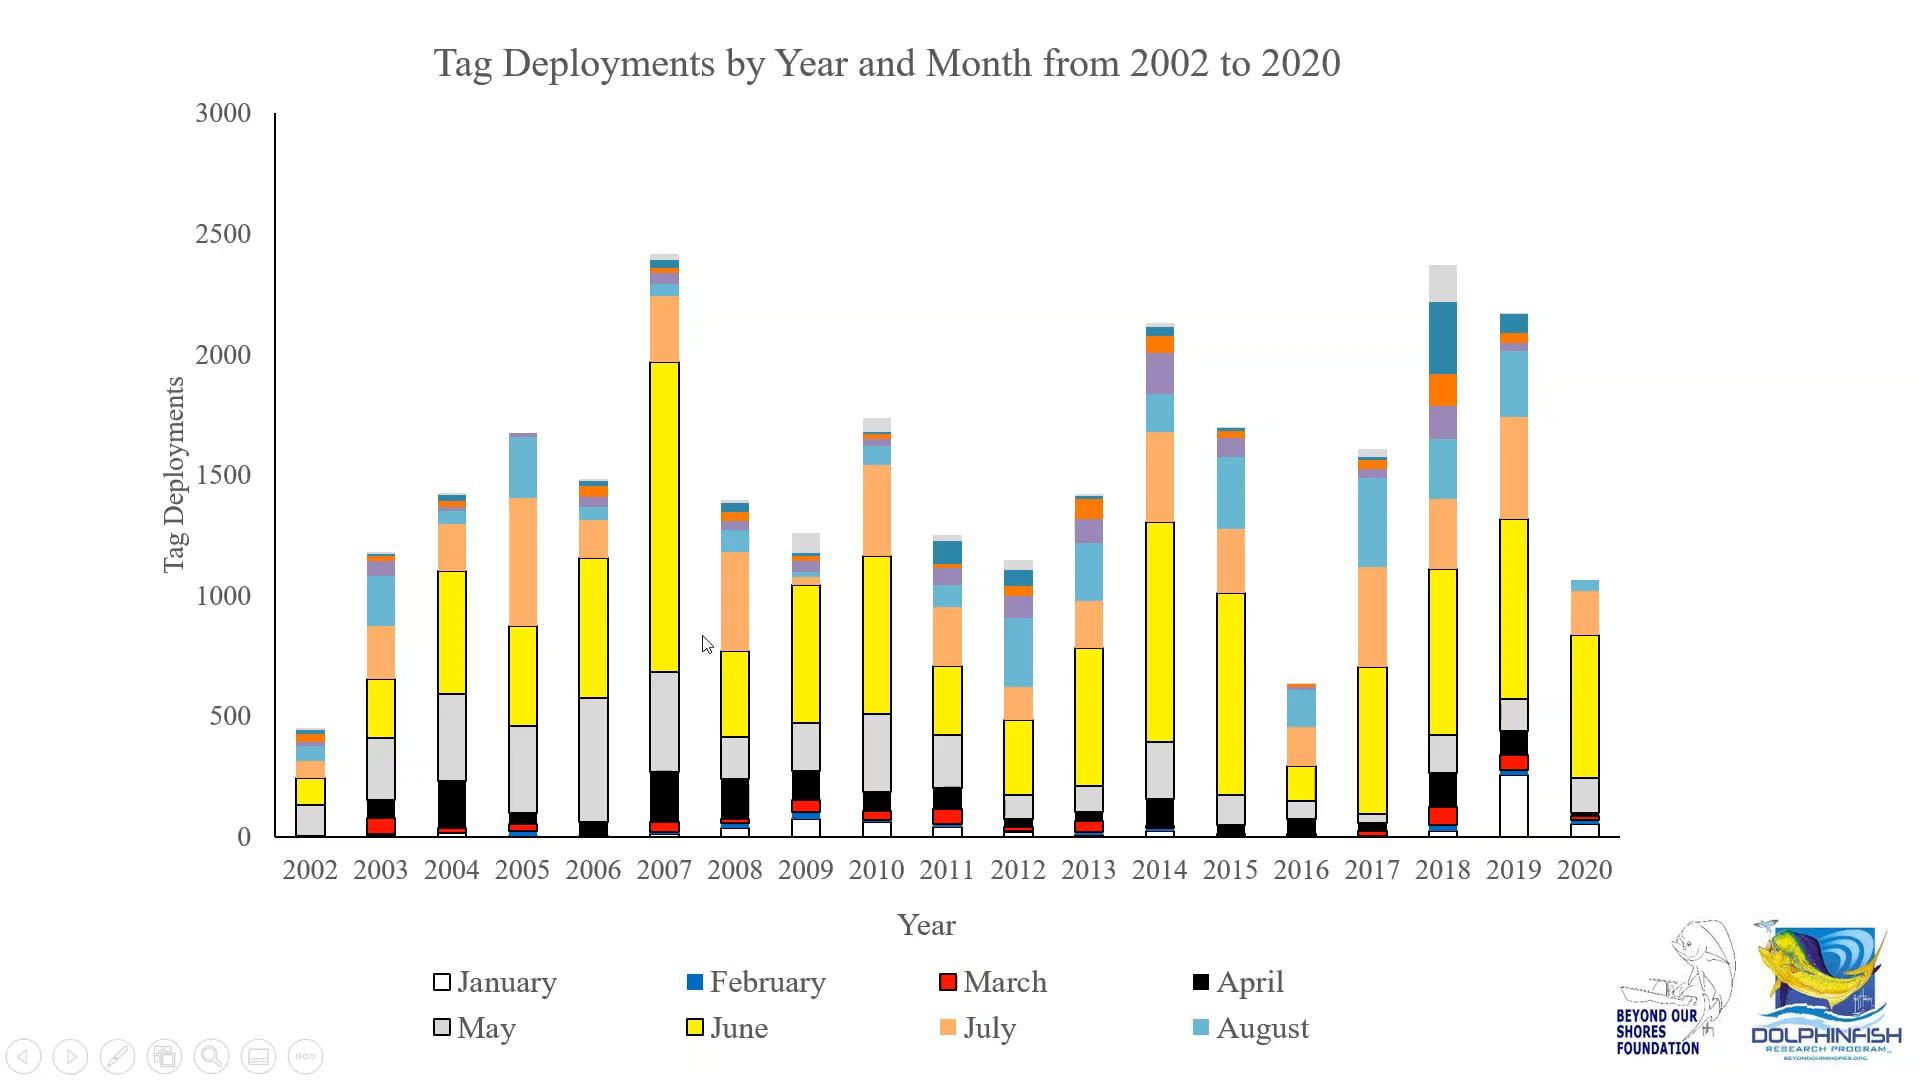 Tag Deployments by Year and Month from 2002 to 2020
3000
2500
2000
1500
1000
500
0
Tag Deployments
2002 2003 2004 2005 2006 2007 2008 2009 2010 2011 2012 2013 2014 2015 2016 2017 2018 2019 2020
Year
January February March April
May June July August
BEYOND OUR
SHORES
FOUNDATION
DOLPHINFISH
RESEARCH PROGRAM
BEYONDOURSHORES.ORG